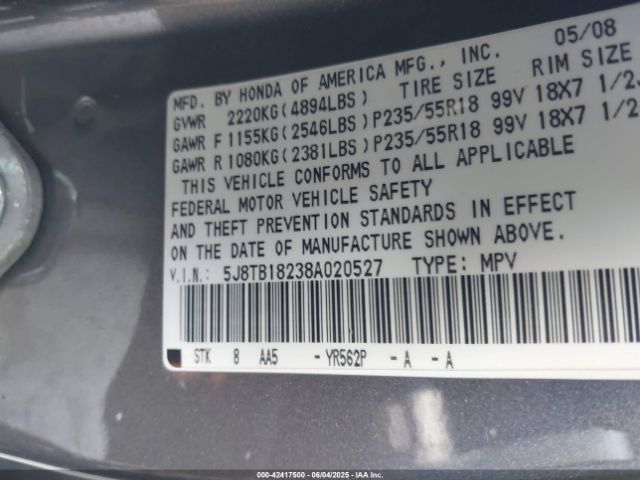 MFD. BY HONDA OF AMERICA MFG., INC. 05/08
GVWR 2220KG(4894LBS) TIRE SIZE RIM SIZE
GAWR F1155KG(2546LBS)P235/55R18 99V 18X7 1/2J
GAWR R1080KG(2381LBS)P235/55R18 99V 18X7 1/2
THIS VEHICLE CONFORMS TO ALL APPLICABLE
FEDERAL MOTOR VEHICLE SAFETY
AND THEFT PREVENTION STANDARDS IN EFFECT
ON THE DATE OF MANUFACTURE SHOWN ABOVE.
V.I.N.: 5J8TB18238A020527 TYPE: MPV
STK 8 AA5 -YR562P -A -A
000-42417500 - 06/04/2025 - IAA Inc.